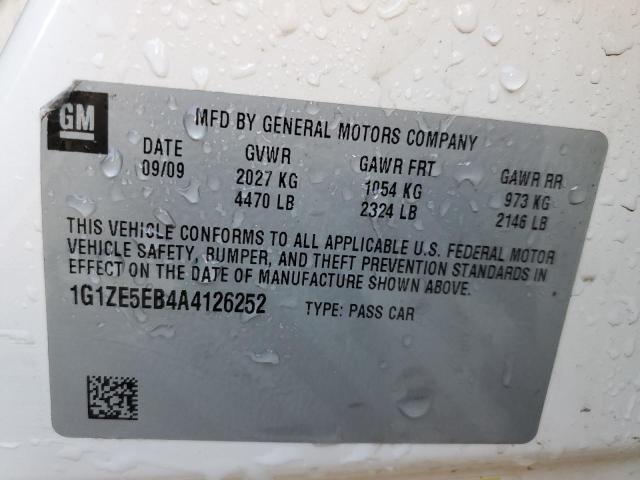 GM
MFD BY GENERAL MOTORS COMPANY
DATE GVWR GAWR FRT GAWR RR
09/09 2027 KG 1054 KG 973 KG
4470 LB 2324 LB 2146 LB
THIS VEHICLE CONFORMS TO ALL APPLICABLE U.S. FEDERAL MOTOR
VEHICLE SAFETY, BUMPER, AND THEFT PREVENTION STANDARDS IN
EFFECT ON THE DATE OF MANUFACTURE SHOWN ABOVE.
1G1ZE5EB4A4126252 TYPE: PASS CAR